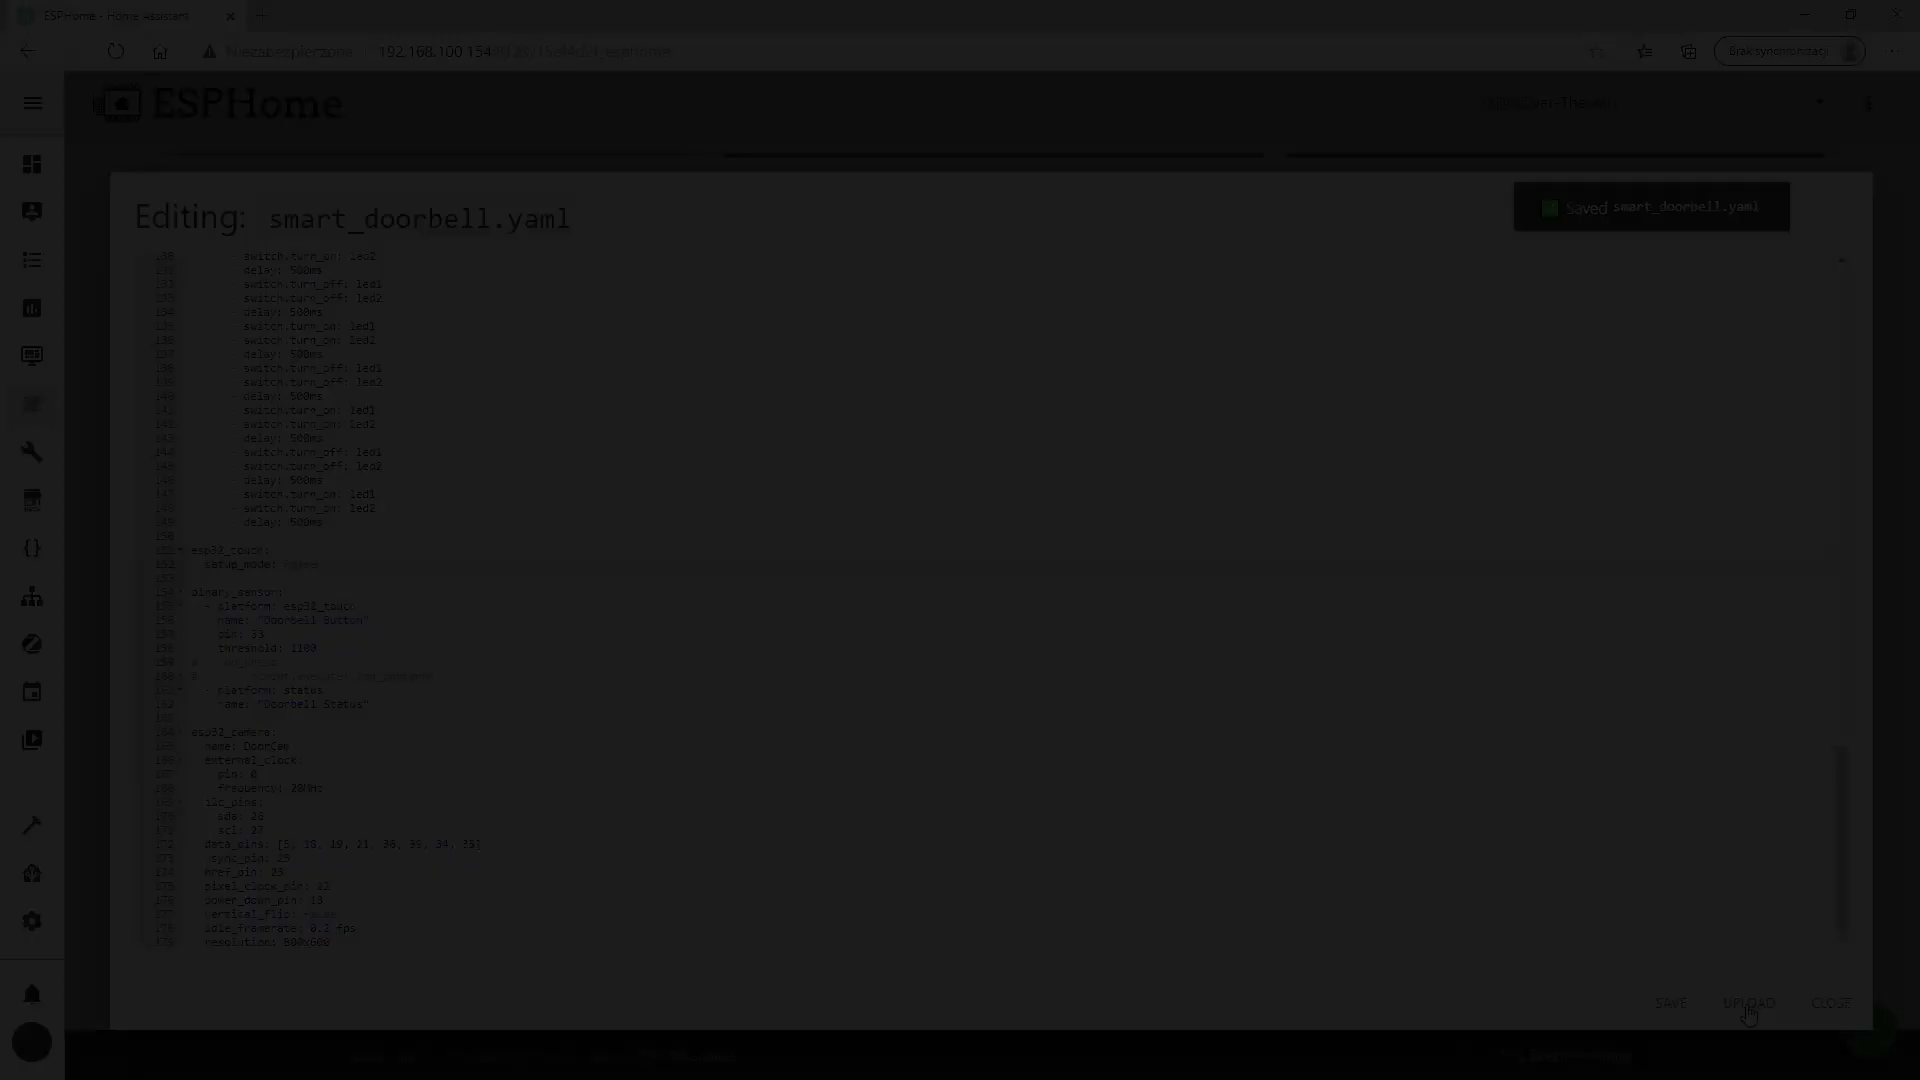 ESPHome - Home Assistant
Niezabezpieczone
192.168.100.154
Brak synchronizacji
ESPHome
Editing: smart_doorbell.yaml
Saved smart_doorbell.yaml
- switch.turn_on: led2
- delay: 500ms
- switch.turn_off: led1
- switch.turn_off: led2
- delay: 500ms
- switch.turn_on: led1
- switch.turn_on: led2
- delay: 500ms
- switch.turn_off: led1
- switch.turn_off: led2
- delay: 500ms
- switch.turn_on: led1
- switch.turn_on: led2
- delay: 500ms
- switch.turn_off: led1
- switch.turn_off: led2
- delay: 500ms
- switch.turn_on: led1
- switch.turn_on: led2
- delay: 500ms
esp32_touch:
setup_mode:
binary_sensor:
- platform: esp32_touch
name: "Doorbell Button"
pin: 33
threshold: 1100
- platform: status
name: "Doorbell Status"
esp32_camera:
name: DoorCam
external_clock:
pin: 0
frequency: 20MHz
i2c_pins:
sda: 26
scl: 27
data_pins: [5, 18, 19, 21, 36, 39, 34, 35]
vsync_pin: 25
href_pin: 23
pixel_clock_pin: 22
power_down_pin:
vertical_flip:
idle_framerate: 0.2 fps
resolution: 800x600
SAVE
UPLOAD
CLOSE